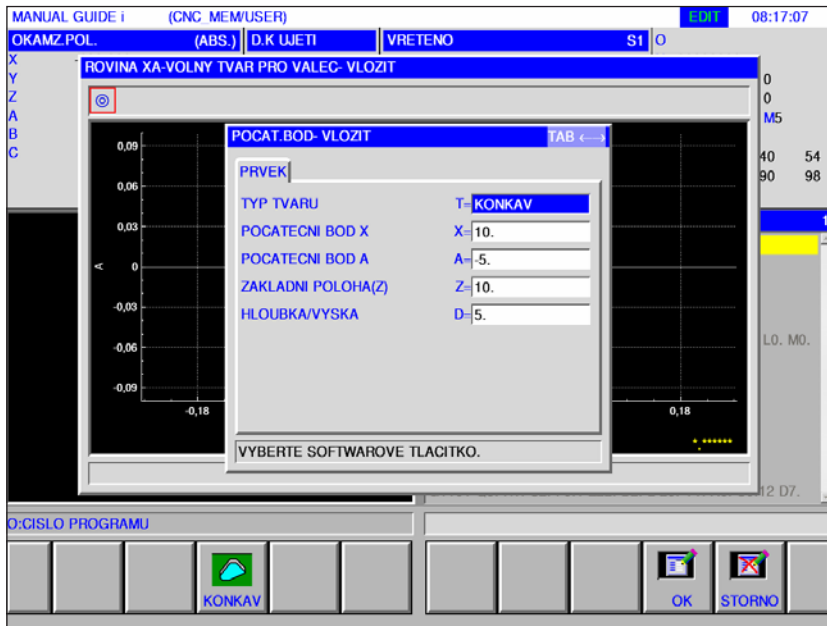 MANUAL GUIDE i (CNC_MEM/USER) EDIT 08:17:07
OKAMZ.POL. (ABS.) D.K UJETI VRETENO S1 O
X
Y
Z
A
B
C
0
0
M5
40 54
90 98
1
ROVINA XA-VOLNY TVAR PRO VALEC- VLOZIT
POCAT.BOD- VLOZIT TAB
PRVEK
TYP TVARU T= KONKAV
POCATECNI BOD X X= 10.
POCATECNI BOD A A= -5.
ZAKLADNI POLOHA(Z) Z= 10.
HLOUBKA/VYSKA D= 5.
VYBERTE SOFTWAROVE TLACITKO.
0,09
0,06
0,03
A 0
-0,03
-0,06
-0,09
-0,18 0,18
*.******
L0. M0.
12 D7.
O:CISLO PROGRAMU
KONKAV OK STORNO